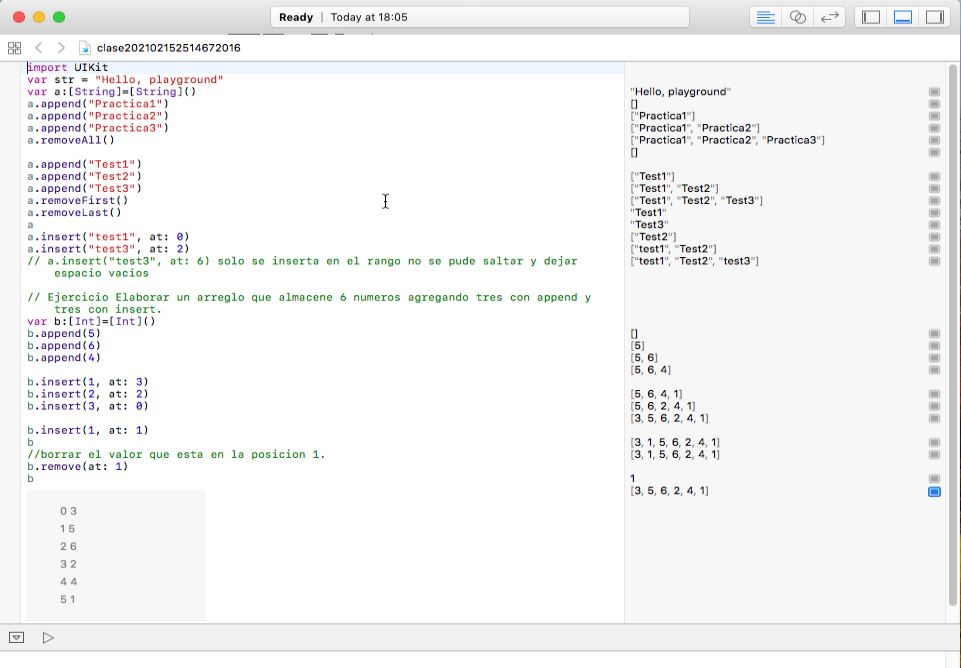 Ready | Today at 18:05
clase202102152514672016
import UIKit
var str = "Hello, playground"
var a:[String]=[String]()
a.append("Practica1")
a.append("Practica2")
a.append("Practica3")
a.removeAll()
a.append("Test1")
a.append("Test2")
a.append("Test3")
a.removeFirst()
a.removeLast()
a
a.insert("test1", at: 0)
a.insert("test3", at: 2)
// a.insert("test3", at: 6) solo se inserta en el rango no se pude saltar y dejar
espacio vacios
// Ejercicio Elaborar un arreglo que almacene 6 numeros agregando tres con append y
tres con insert.
var b:[Int]=[Int]()
b.append(5)
b.append(6)
b.append(4)
b.insert(1, at: 3)
b.insert(2, at: 2)
b.insert(3, at: 0)
b.insert(1, at: 1)
b
//borrar el valor que esta en la posicion 1.
b.remove(at: 1)
b
0 3
1 5
2 6
3 2
4 4
5 1
"Hello, playground"
[]
["Practica1"]
["Practica1", "Practica2"]
["Practica1", "Practica2", "Practica3"]
[]
["Test1"]
["Test1", "Test2"]
["Test1", "Test2", "Test3"]
"Test1"
"Test3"
["Test2"]
["test1", "Test2"]
["test1", "Test2", "test3"]
[]
[5]
[5, 6]
[5, 6, 4]
[5, 6, 4, 1]
[5, 6, 2, 4, 1]
[3, 5, 6, 2, 4, 1]
[3, 1, 5, 6, 2, 4, 1]
[3, 1, 5, 6, 2, 4, 1]
1
[3, 5, 6, 2, 4, 1]